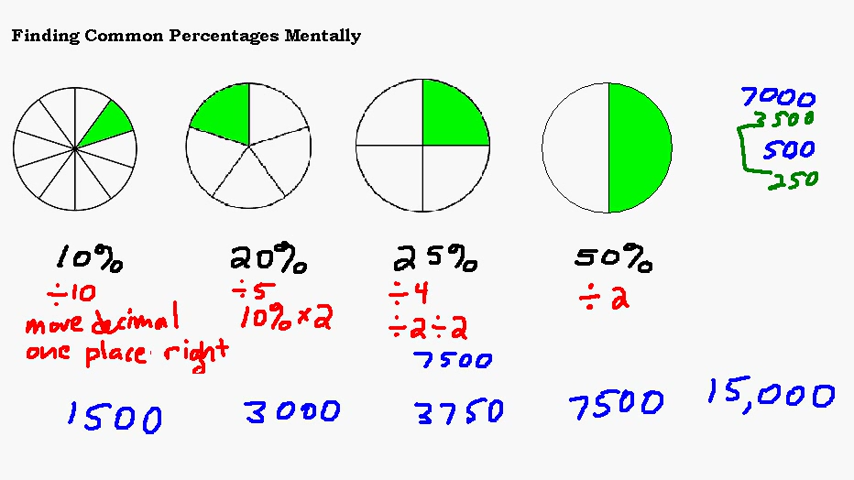 Finding Common Percentages Mentally
7000
3500
500
250
10% 20% 25% 50%
÷10 ÷5 ÷4 ÷2
move decimal 10% x 2 ÷2÷2
one place right
7500
1500 3000 3750 7500 15,000